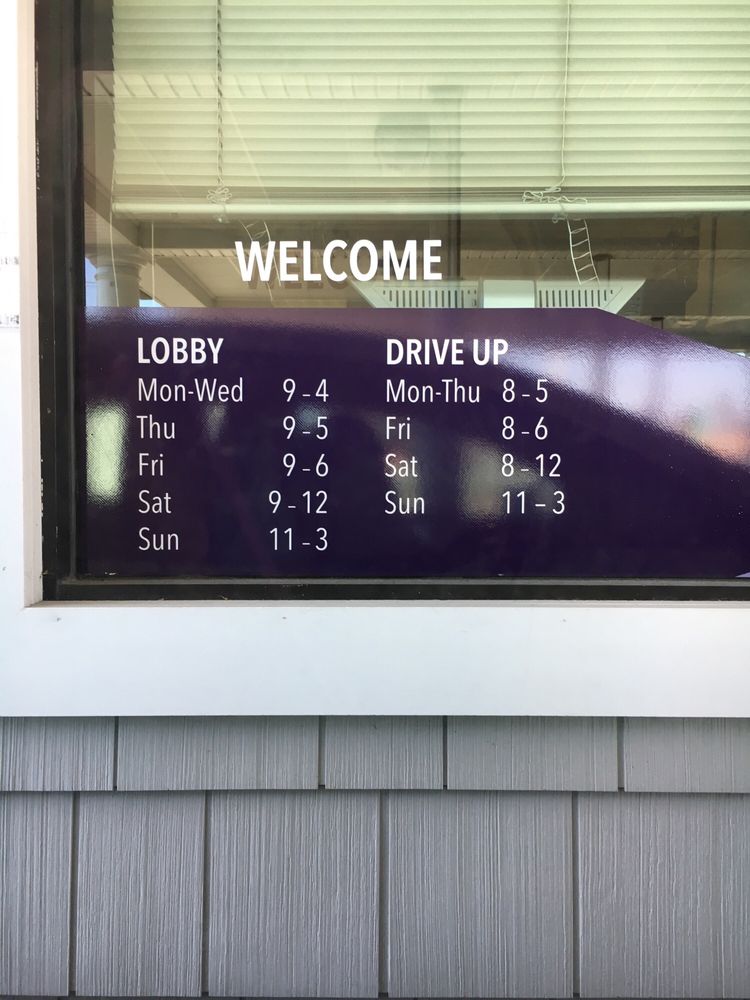 WELCOME
LOBBY
Mon-Wed 9-4
Thu 9-5
Fri 9-6
Sat 9-12
Sun 11-3
DRIVE UP
Mon-Thu 8-5
Fri 8-6
Sat 8-12
Sun 11-3